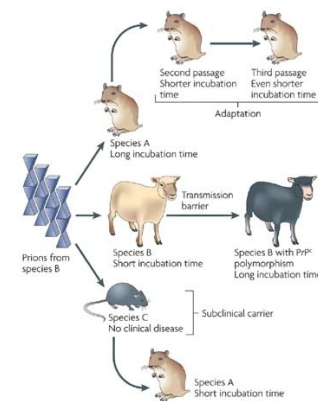 Second passage
Shorter incubation
time
Third passage
Even shorter
incubation time
Adaptation
Species A
Long incubation time
Transmission
barrier
Prions from
species B
Species B
Short incubation time
Species B with PrPᶜ
polymorphism
Long incubation time
Species C
No clinical disease
Subclinical carrier
Species A
Short incubation time